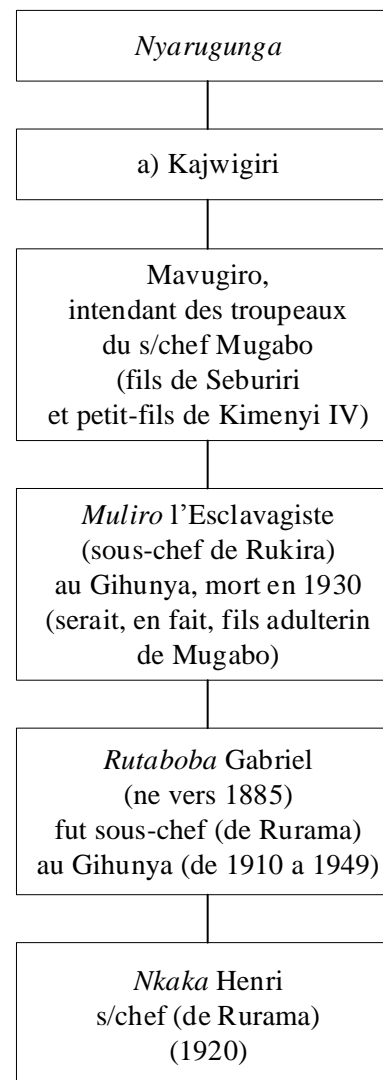 Nyarugunga
a) Kajwigiri
Mavugiro,
intendant des troupeaux
du s/chef Mugabo
(fils de Seburiri
et petit-fils de Kimenyi IV)
Muliro l’Esclavagiste
(sous-chef de Rukira)
au Gihunya, mort en 1930
(serait, en fait, fils adulterin
de Mugabo)
Rutaboba Gabriel
(ne vers 1885)
fut sous-chef (de Rurama)
au Gihunya (de 1910 a 1949)
Nkaka Henri
s/chef (de Rurama)
(1920)